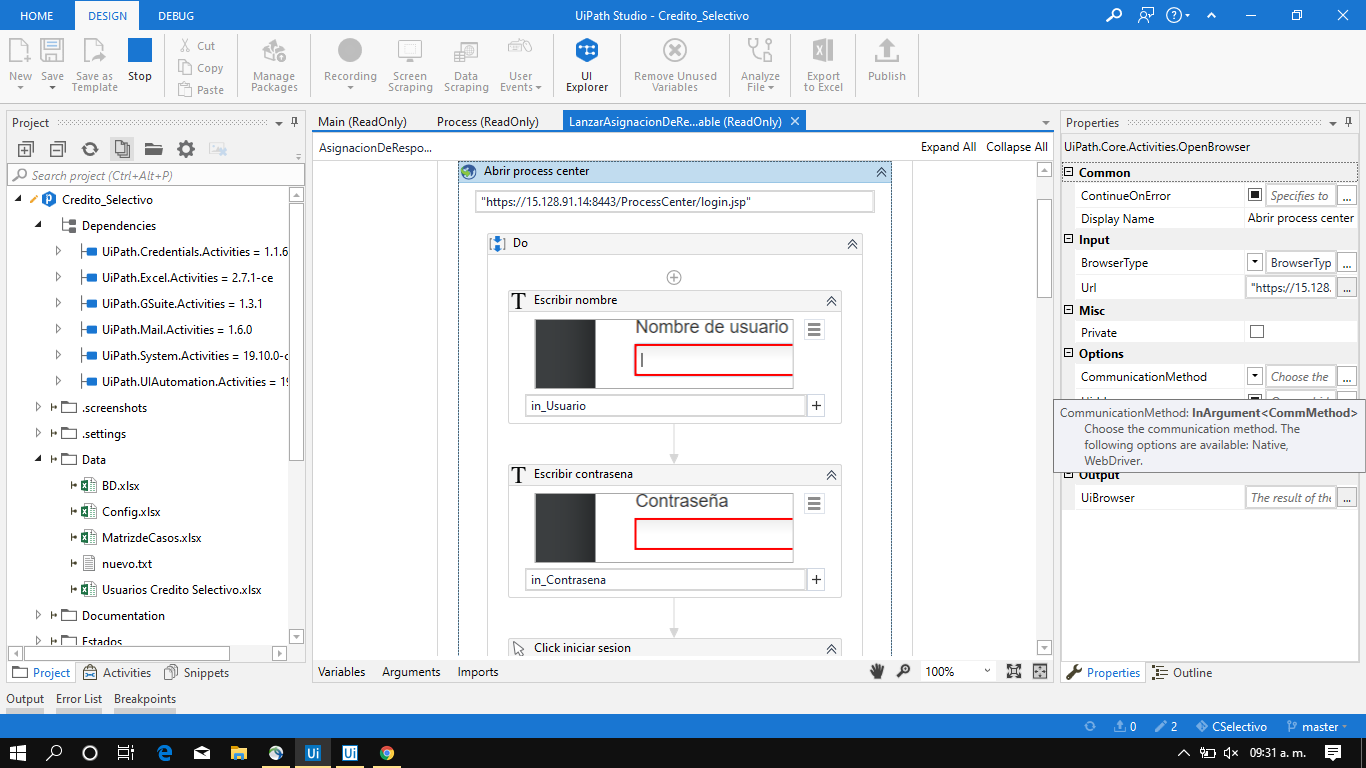 HOME DESIGN DEBUG UiPath Studio - Credito_Selectivo
New Save Save as Template Stop
Cut
Copy
Paste
Manage Packages
Recording
Screen Scraping
Data Scraping
User Events
UI Explorer
Remove Unused Variables
Analyze File
Export to Excel
Publish
Project
Search project (Ctrl+Alt+P)
Credito_Selectivo
Dependencies
UiPath.Credentials.Activities = 1.1.6
UiPath.Excel.Activities = 2.7.1-ce
UiPath.GSuite.Activities = 1.3.1
UiPath.Mail.Activities = 1.6.0
UiPath.System.Activities = 19.10.0-c
UiPath.UIAutomation.Activities = 19
.screenshots
.settings
Data
BD.xlsx
Config.xlsx
MatrizdeCasos.xlsx
nuevo.txt
Usuarios Credito Selectivo.xlsx
Documentation
Estados
Project Activities Snippets
Main (ReadOnly) Process (ReadOnly) LanzarAsignacionDeRe...able (ReadOnly)
AsignacionDeRespo... Expand All Collapse All
Abrir process center
"https://15.128.91.14:8443/ProcessCenter/login.jsp"
Do
Escribir nombre
Nombre de usuario
in_Usuario
Escribir contrasena
Contraseña
in_Contrasena
Click iniciar sesion
Variables Arguments Imports 100%
Properties
UiPath.Core.Activities.OpenBrowser
Common
ContinueOnError Specifies to ...
Display Name Abrir process center
Input
BrowserType BrowserTyp ...
Url "https://15.128. ...
Misc
Private
Options
CommunicationMethod Choose the ...
CommunicationMethod: InArgument<CommMethod>
Choose the communication method. The
following options are available: Native,
WebDriver.
Output
UiBrowser The result of the ...
Properties Outline
Output Error List Breakpoints
0 2 CSelectivo master
Ui Ui 09:31 a. m.